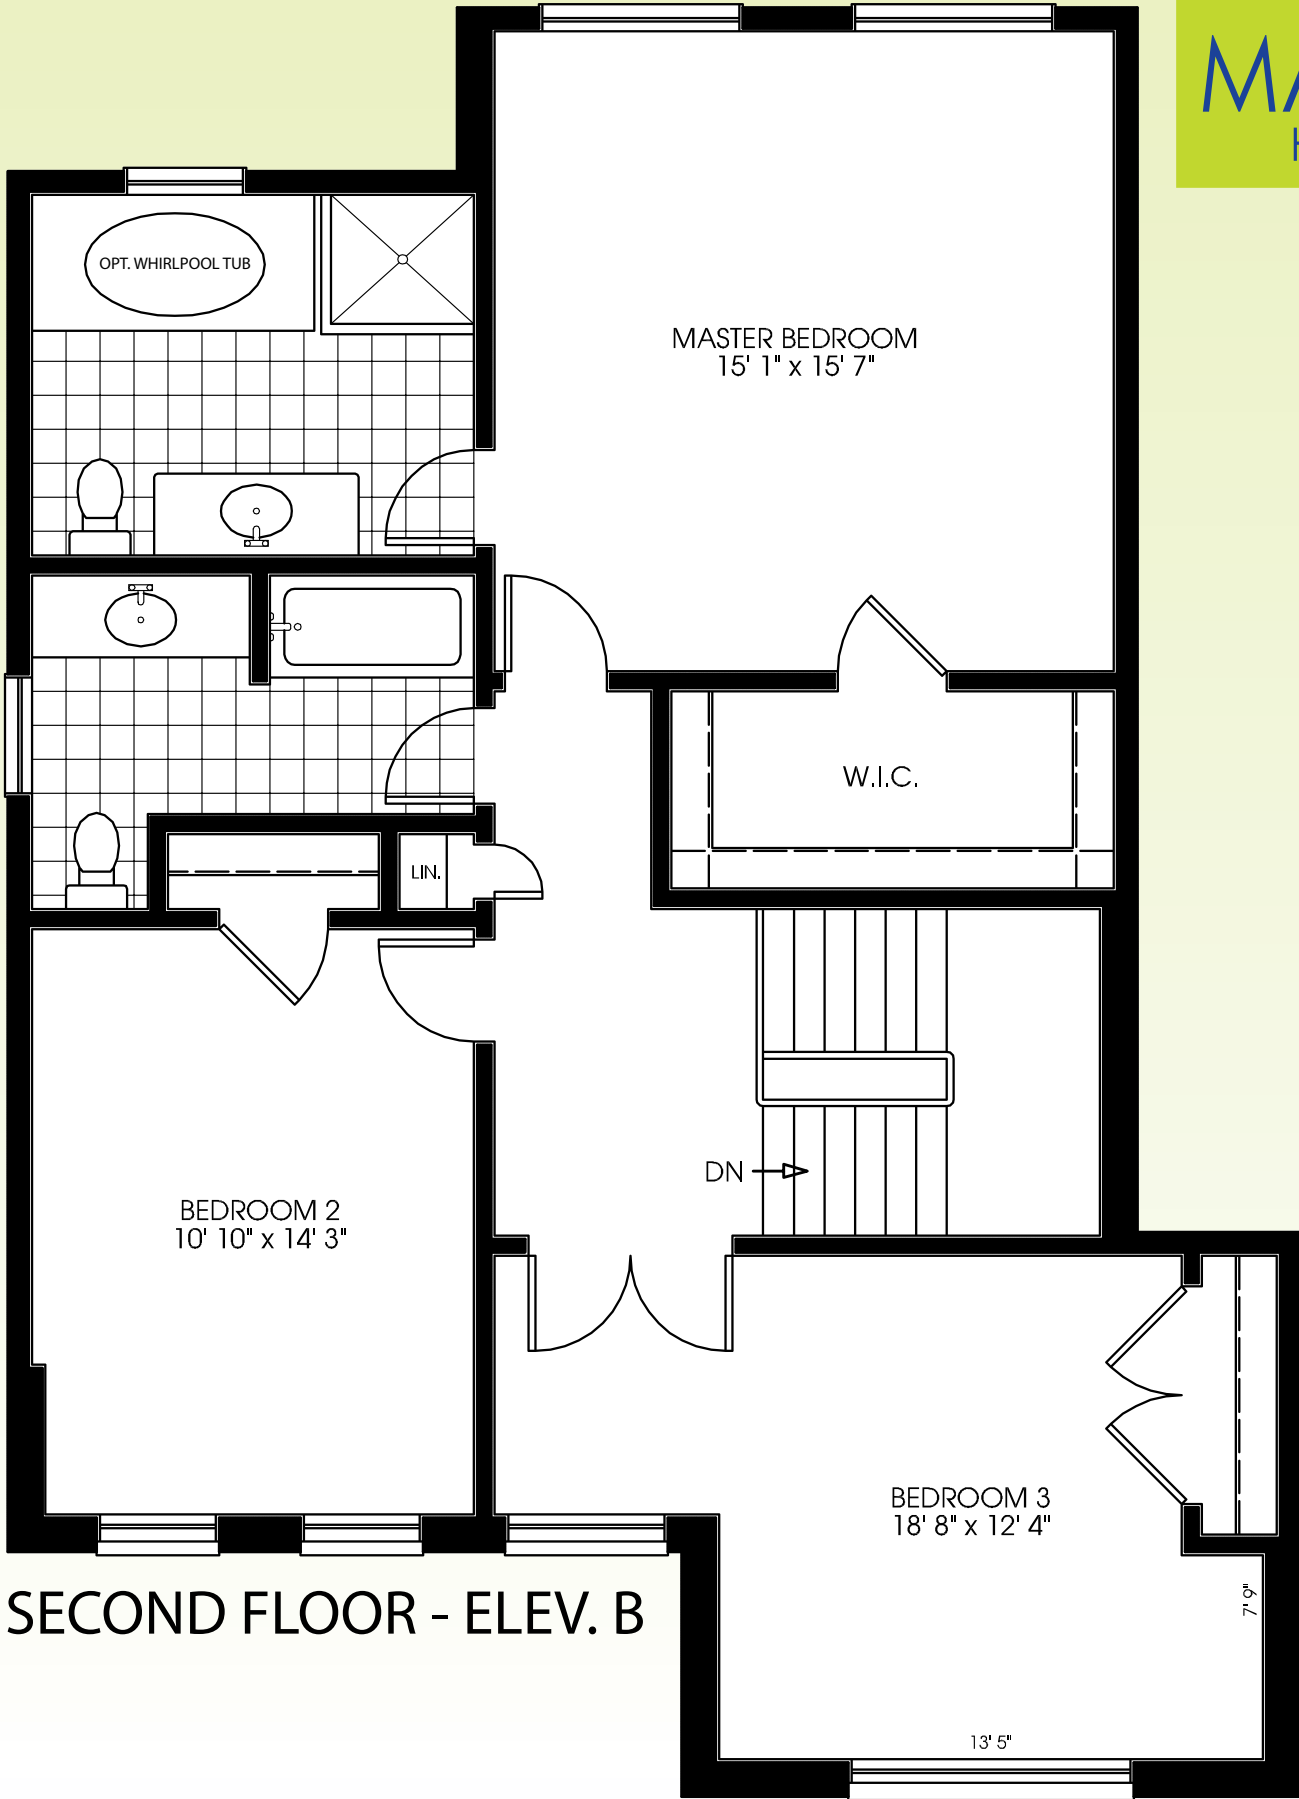 OPT. WHIRLPOOL TUB
MASTER BEDROOM
15' 1" x 15' 7"
W.I.C.
LIN.
DN
BEDROOM 2
10' 10" x 14' 3"
BEDROOM 3
18' 8" x 12' 4"
7' 9"
13' 5"
SECOND FLOOR - ELEV. B